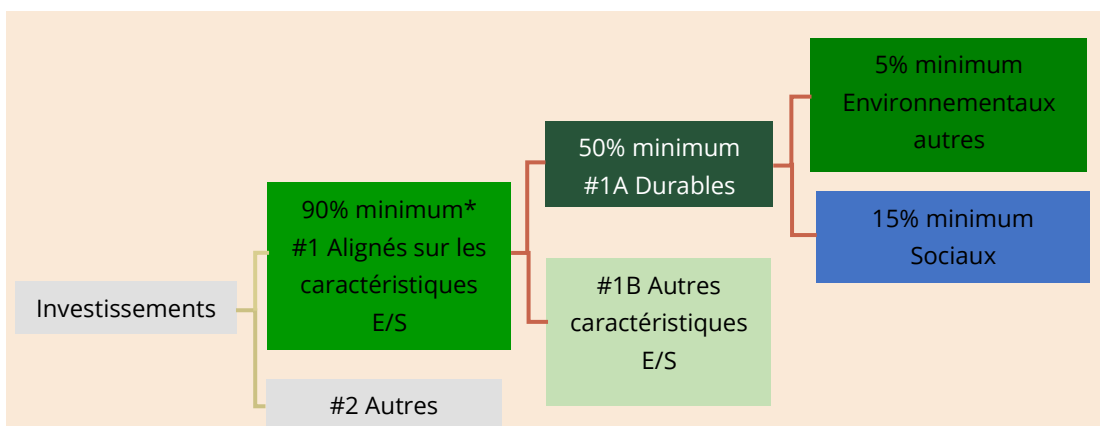 Investissements
90% minimum*
#1 Alignés sur les
caractéristiques
E/S
#2 Autres
50% minimum
#1A Durables
#1B Autres
caractéristiques
E/S
5% minimum
Environnementaux
autres
15% minimum
Sociaux